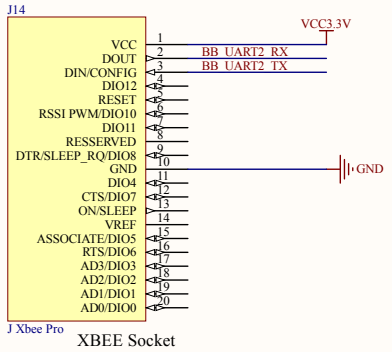 J14
VCC3.3V
VCC 1
DOUT 2 BB_UART2_RX
DIN/CONFIG 3 BB_UART2_TX
DIO12 4
RESET 5
RSSI PWM/DIO10 6
DIO11 7
RESSERVED 8
DTR/SLEEP_RQ/DIO8 9
GND 10 GND
DIO4 11
CTS/DIO7 12
ON/SLEEP 13
VREF 14
ASSOCIATE/DIO5 15
RTS/DIO6 16
AD3/DIO3 17
AD2/DIO2 18
AD1/DIO1 19
AD0/DIO0 20
J Xbee Pro
XBEE Socket